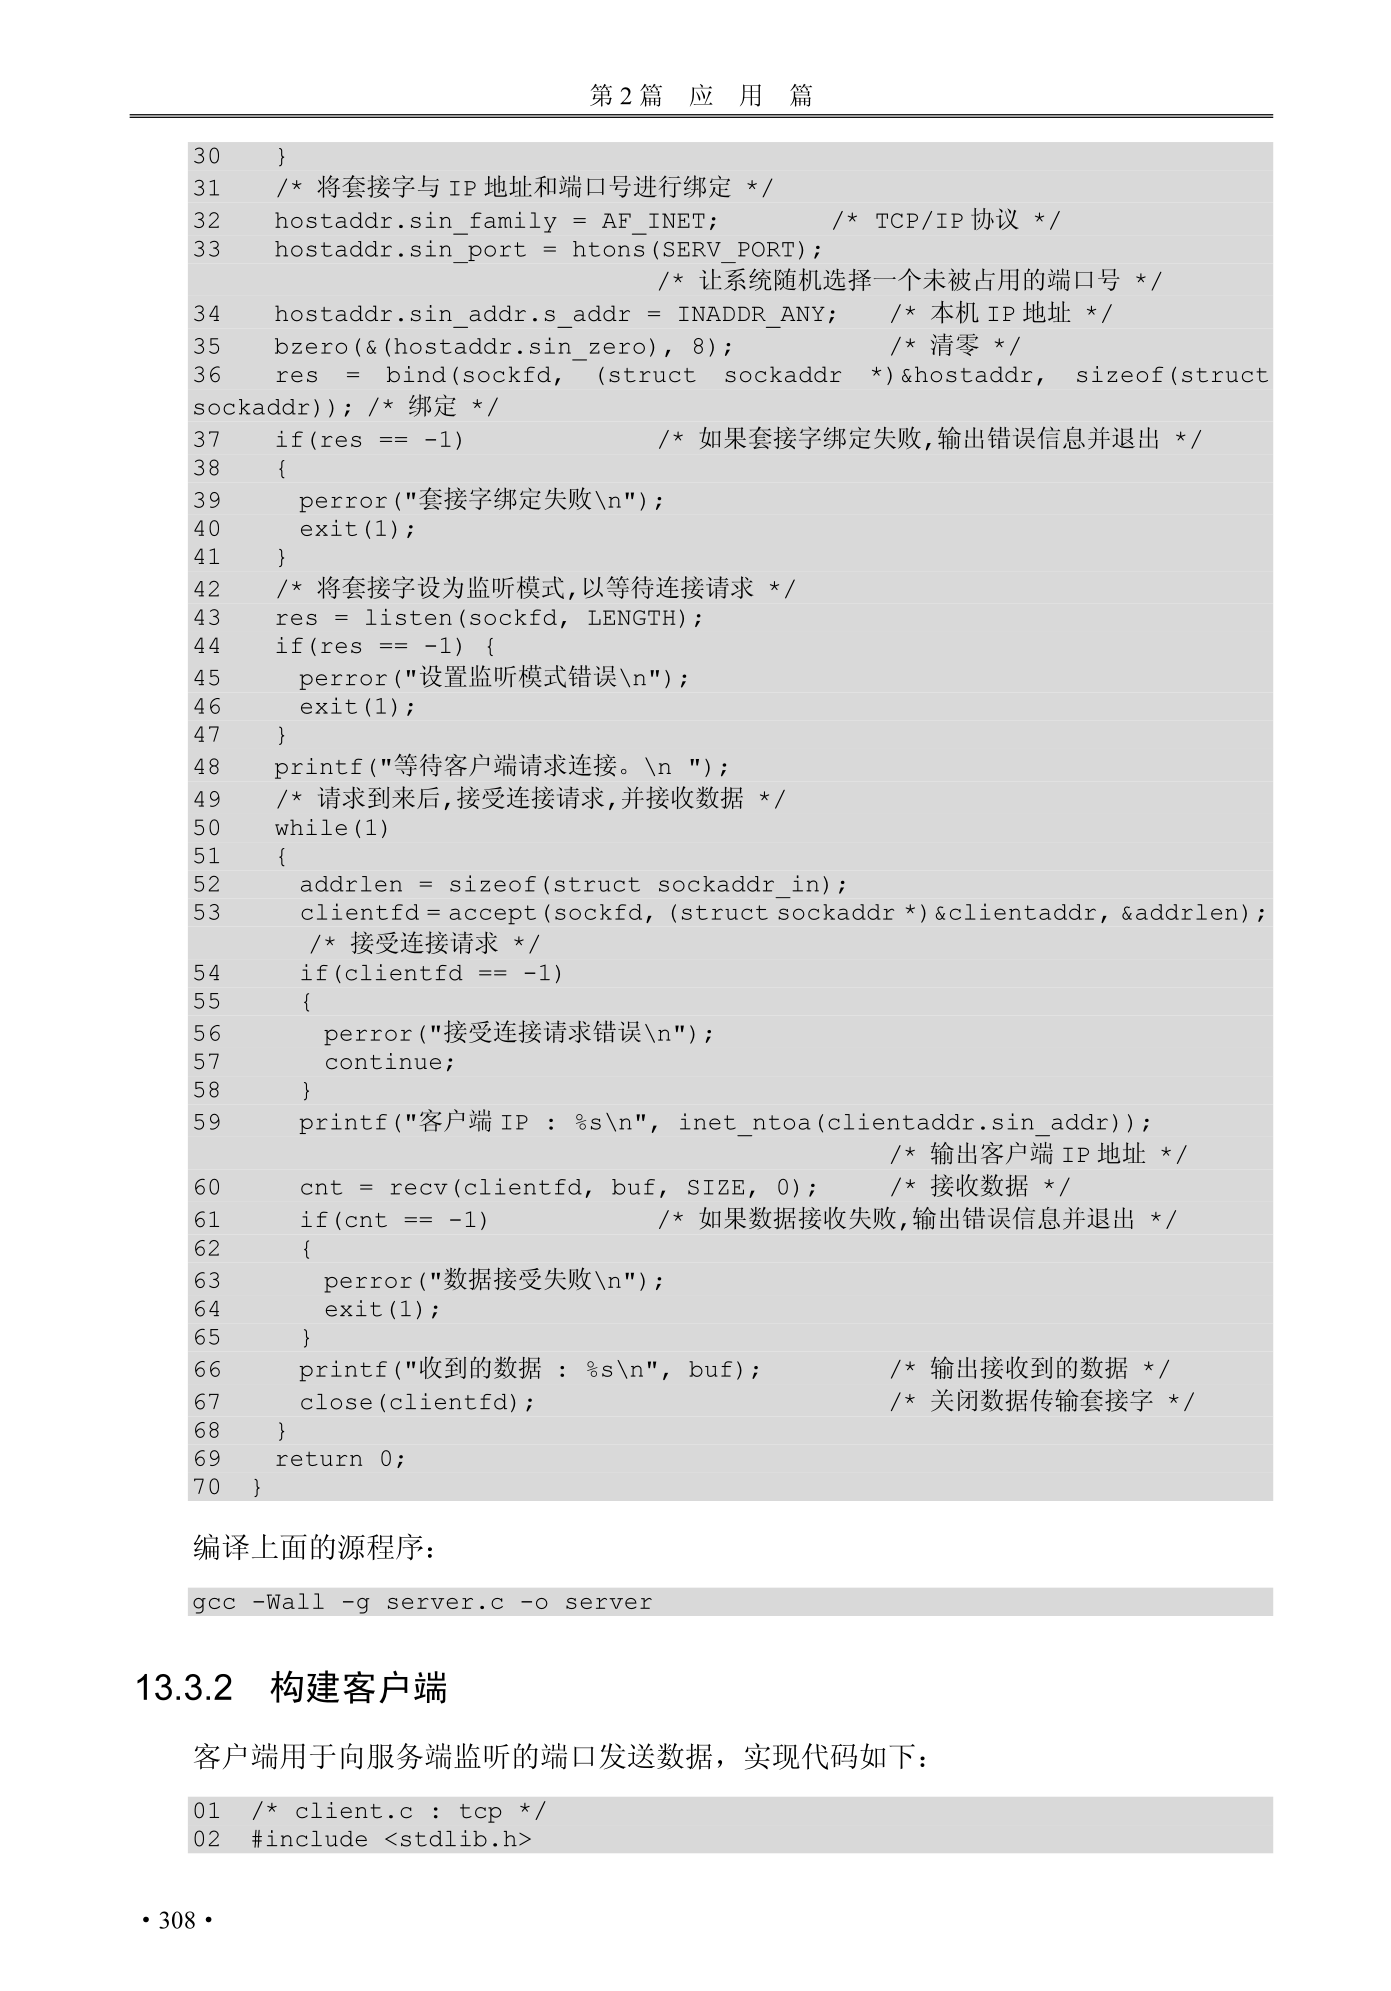 第 2 篇　应　用　篇
30    }
31    /* 将套接字与 IP 地址和端口号进行绑定 */
32    hostaddr.sin_family = AF_INET;        /* TCP/IP 协议 */
33    hostaddr.sin_port = htons(SERV_PORT);
/* 让系统随机选择一个未被占用的端口号 */
34    hostaddr.sin_addr.s_addr = INADDR_ANY;    /* 本机 IP 地址 */
35    bzero(&(hostaddr.sin_zero), 8);           /* 清零 */
36    res = bind(sockfd, (struct sockaddr *)&hostaddr, sizeof(struct
sockaddr)); /* 绑定 */
37    if(res == -1)             /* 如果套接字绑定失败,输出错误信息并退出 */
38    {
39      perror("套接字绑定失败\n");
40      exit(1);
41    }
42    /* 将套接字设为监听模式,以等待连接请求 */
43    res = listen(sockfd, LENGTH);
44    if(res == -1) {
45      perror("设置监听模式错误\n");
46      exit(1);
47    }
48    printf("等待客户端请求连接。\n ");
49    /* 请求到来后,接受连接请求,并接收数据 */
50    while(1)
51    {
52      addrlen = sizeof(struct sockaddr_in);
53      clientfd = accept(sockfd, (struct sockaddr *)&clientaddr, &addrlen);
/* 接受连接请求 */
54      if(clientfd == -1)
55      {
56        perror("接受连接请求错误\n");
57        continue;
58      }
59      printf("客户端 IP : %s\n", inet_ntoa(clientaddr.sin_addr));
/* 输出客户端 IP 地址 */
60      cnt = recv(clientfd, buf, SIZE, 0);     /* 接收数据 */
61      if(cnt == -1)           /* 如果数据接收失败,输出错误信息并退出 */
62      {
63        perror("数据接受失败\n");
64        exit(1);
65      }
66      printf("收到的数据 : %s\n", buf);         /* 输出接收到的数据 */
67      close(clientfd);                        /* 关闭数据传输套接字 */
68    }
69    return 0;
70  }
编译上面的源程序：
gcc -Wall -g server.c -o server
13.3.2　构建客户端
客户端用于向服务端监听的端口发送数据，实现代码如下：
01  /* client.c : tcp */
02  #include <stdlib.h>
• 308 •